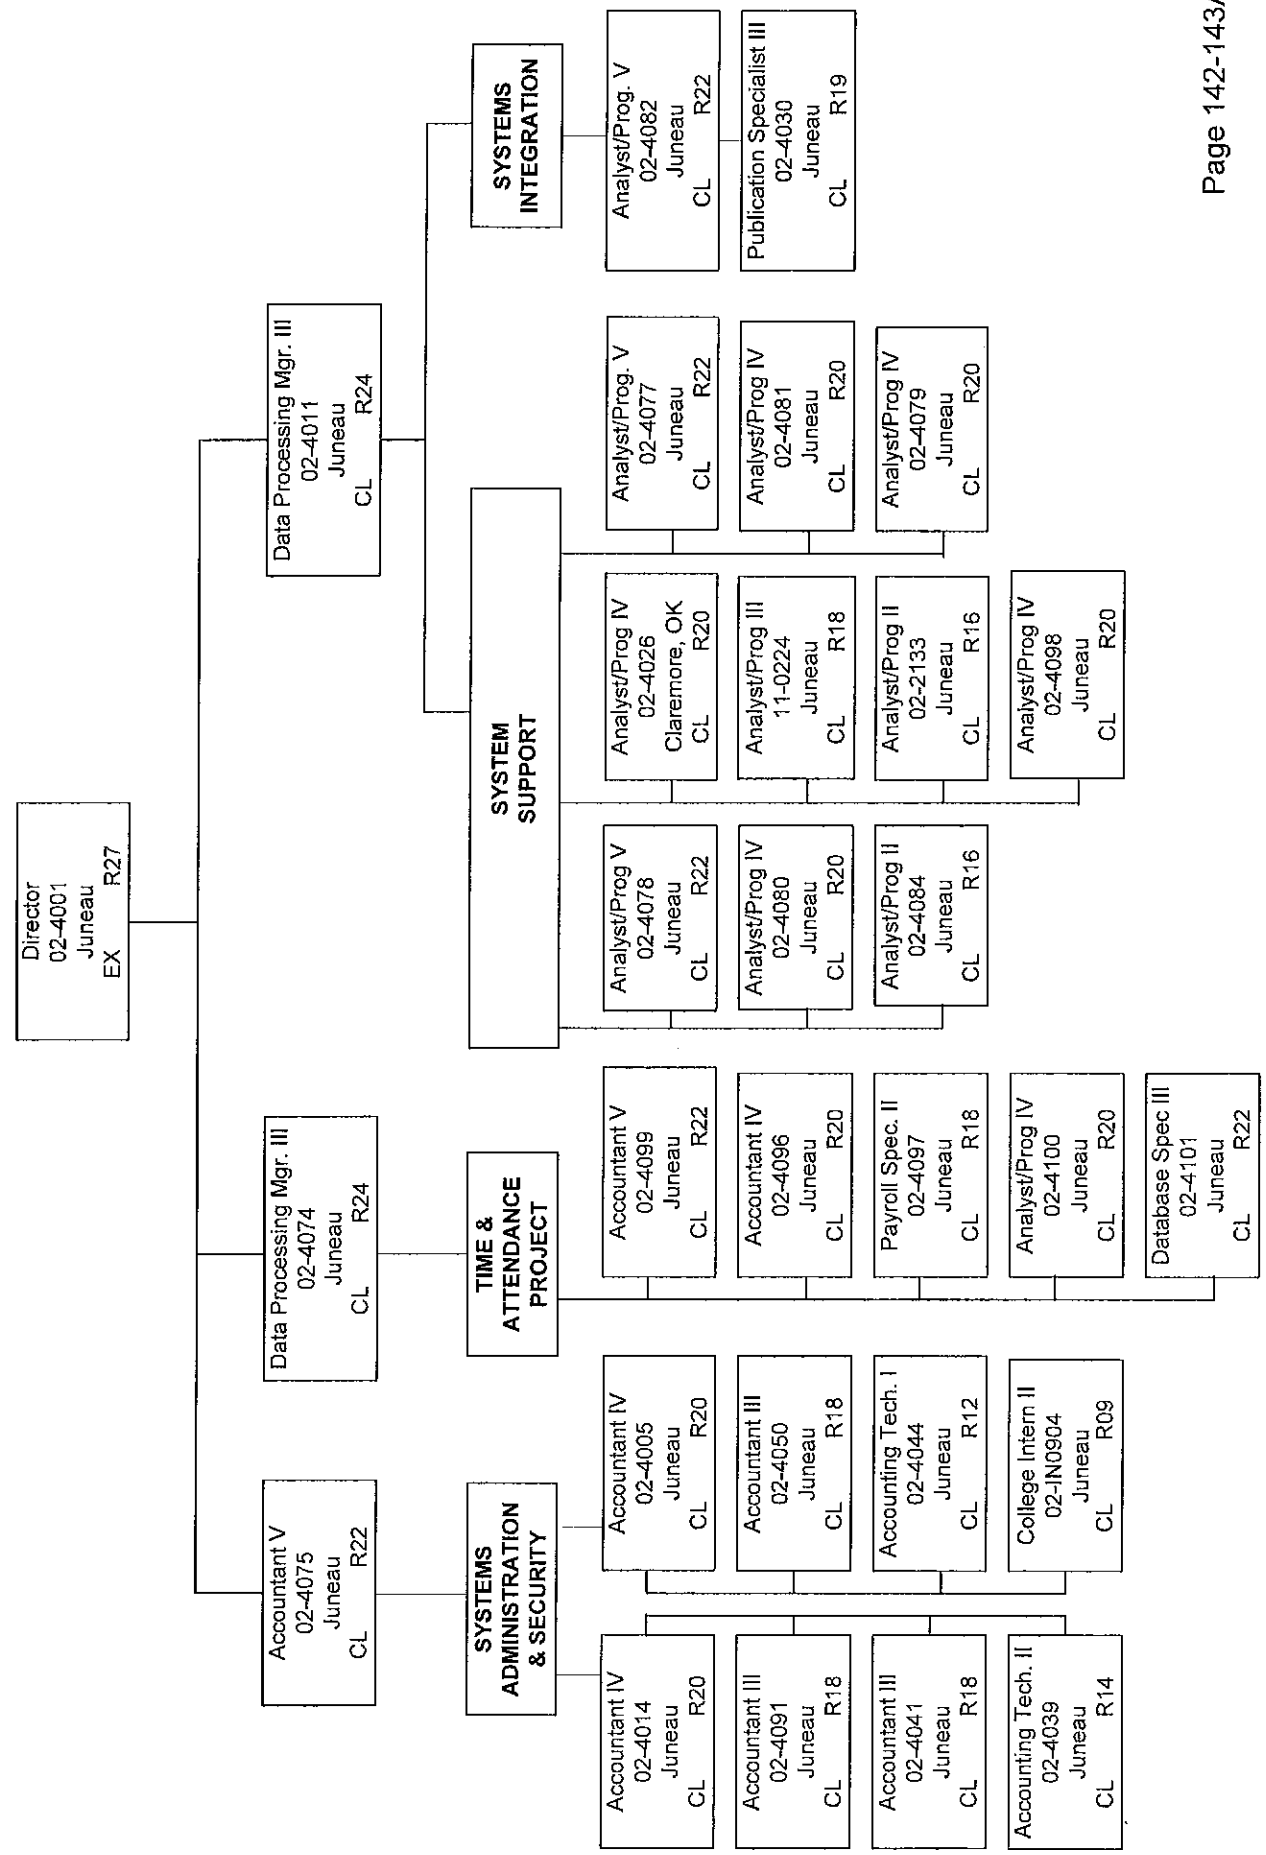 Director
02-4001
Juneau
EX R27
Accountant V
02-4075
Juneau
CL R22
Data Processing Mgr. III
02-4074
Juneau
CL R24
Data Processing Mgr. III
02-4011
Juneau
CL R24
SYSTEMS
ADMINISTRATION
& SECURITY
Accountant IV
02-4014
Juneau
CL R20
Accountant III
02-4091
Juneau
CL R18
Accountant III
02-4041
Juneau
CL R18
Accounting Tech. II
02-4039
Juneau
CL R14
Accountant IV
02-4005
Juneau
CL R20
Accountant III
02-4050
Juneau
CL R18
Accounting Tech. I
02-4044
Juneau
CL R12
College Intern II
02-IN0904
Juneau
CL R09
TIME &
ATTENDANCE
PROJECT
Accountant V
02-4099
Juneau
CL R22
Accountant IV
02-4096
Juneau
CL R20
Payroll Spec. II
02-4097
Juneau
CL R18
Analyst/Prog IV
02-4100
Juneau
CL R20
Database Spec III
02-4101
Juneau
CL R22
SYSTEM
SUPPORT
Analyst/Prog V
02-4078
Juneau
CL R22
Analyst/Prog IV
02-4080
Juneau
CL R20
Analyst/Prog II
02-4084
Juneau
CL R16
Analyst/Prog IV
02-4026
Claremore, OK
CL R20
Analyst/Prog III
11-0224
Juneau
CL R18
Analyst/Prog II
02-2133
Juneau
CL R16
Analyst/Prog IV
02-4098
Juneau
CL R20
Analyst/Prog. V
02-4077
Juneau
CL R22
Analyst/Prog IV
02-4081
Juneau
CL R20
Analyst/Prog IV
02-4079
Juneau
CL R20
SYSTEMS
INTEGRATION
Analyst/Prog. V
02-4082
Juneau
CL R22
Publication Specialist III
02-4030
Juneau
CL R19
Page 142-143A